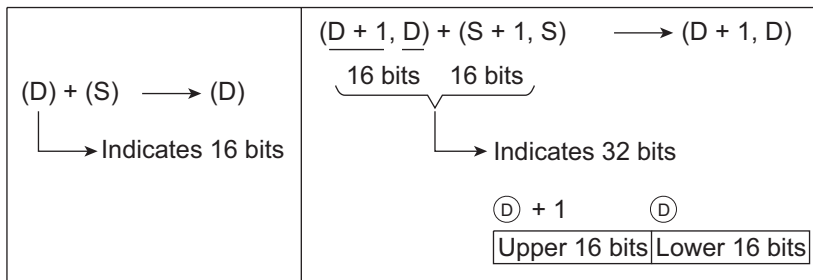 (D) + (S) ⟶ (D)
Indicates 16 bits
(D + 1, D) + (S + 1, S) ⟶ (D + 1, D)
16 bits 16 bits
Indicates 32 bits
Ⓓ + 1 Ⓓ
Upper 16 bits Lower 16 bits